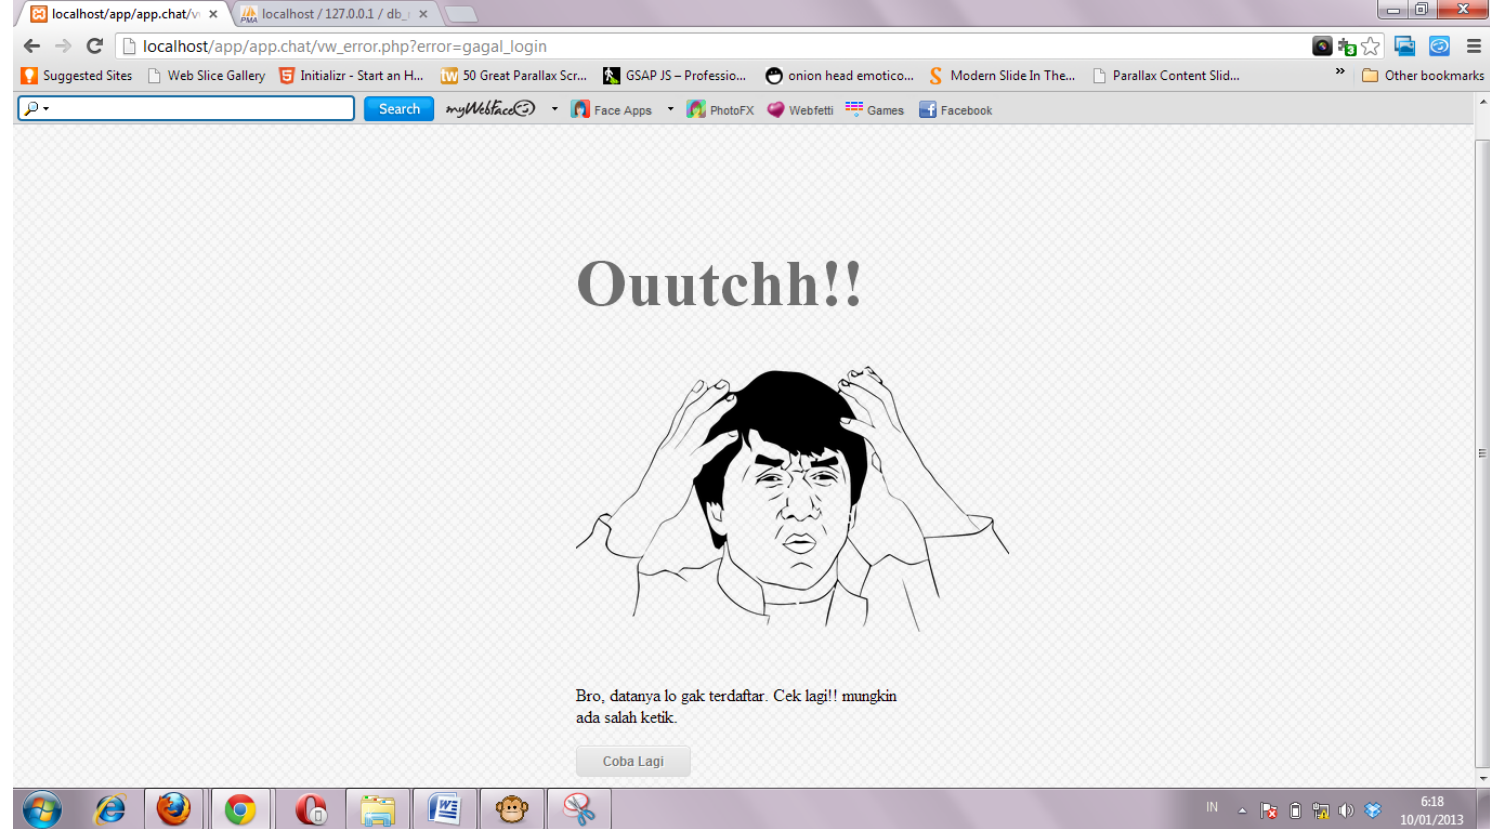 localhost/app/app.chat/v
localhost / 127.0.0.1 / db_
localhost/app/app.chat/vw_error.php?error=gagal_login
Suggested Sites Web Slice Gallery Initializr - Start an H... 50 Great Parallax Scr... GSAP JS – Professio... onion head emotico... Modern Slide In The... Parallax Content Slid... » Other bookmarks
Search myWebface Face Apps PhotoFX Webfetti Games Facebook
Ouutchh!!
Bro, datanya lo gak terdaftar. Cek lagi!! mungkin
ada salah ketik.
Coba Lagi
IN 6:18
10/01/2013